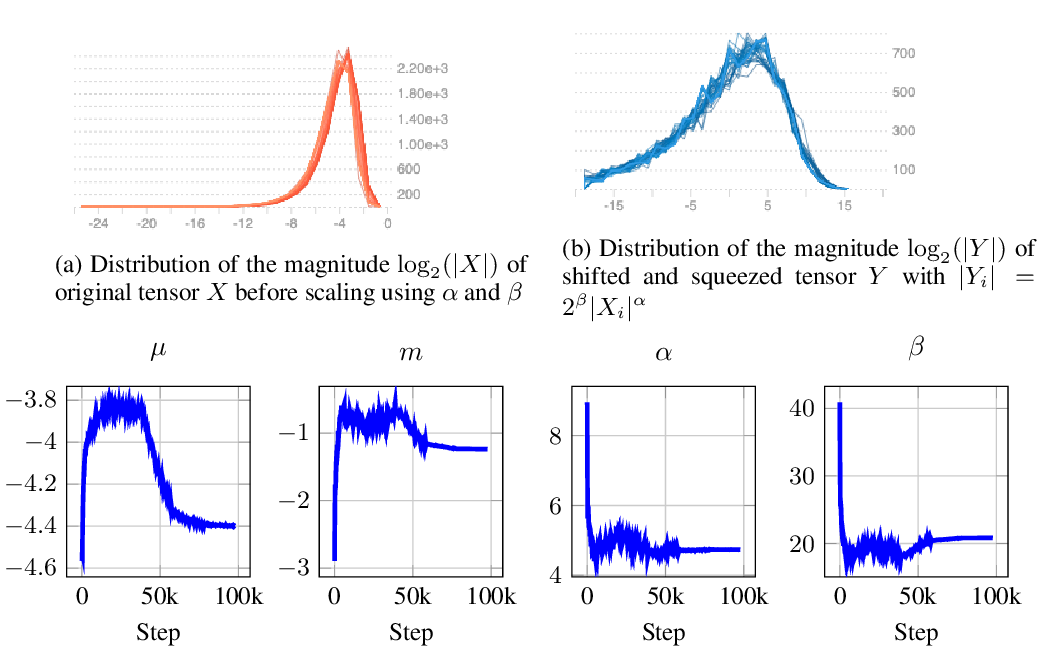 2.20e+3
1.80e+3
1.40e+3
1.00e+3
600
200
-24 -20 -16 -12 -8 -4 0
700
500
300
100
-15 -5 5 15
(a) Distribution of the magnitude log₂(|X|) of
original tensor X before scaling using α and β
(b) Distribution of the magnitude log₂(|Y|) of
shifted and squeezed tensor Y with |Yᵢ| =
2^β|Xᵢ|^α
μ
−3.8
−4
−4.2
−4.4
−4.6
0 50k 100k
Step
m
−1
−2
−3
0 50k 100k
Step
α
8
6
4
0 50k 100k
Step
β
40
30
20
0 50k 100k
Step